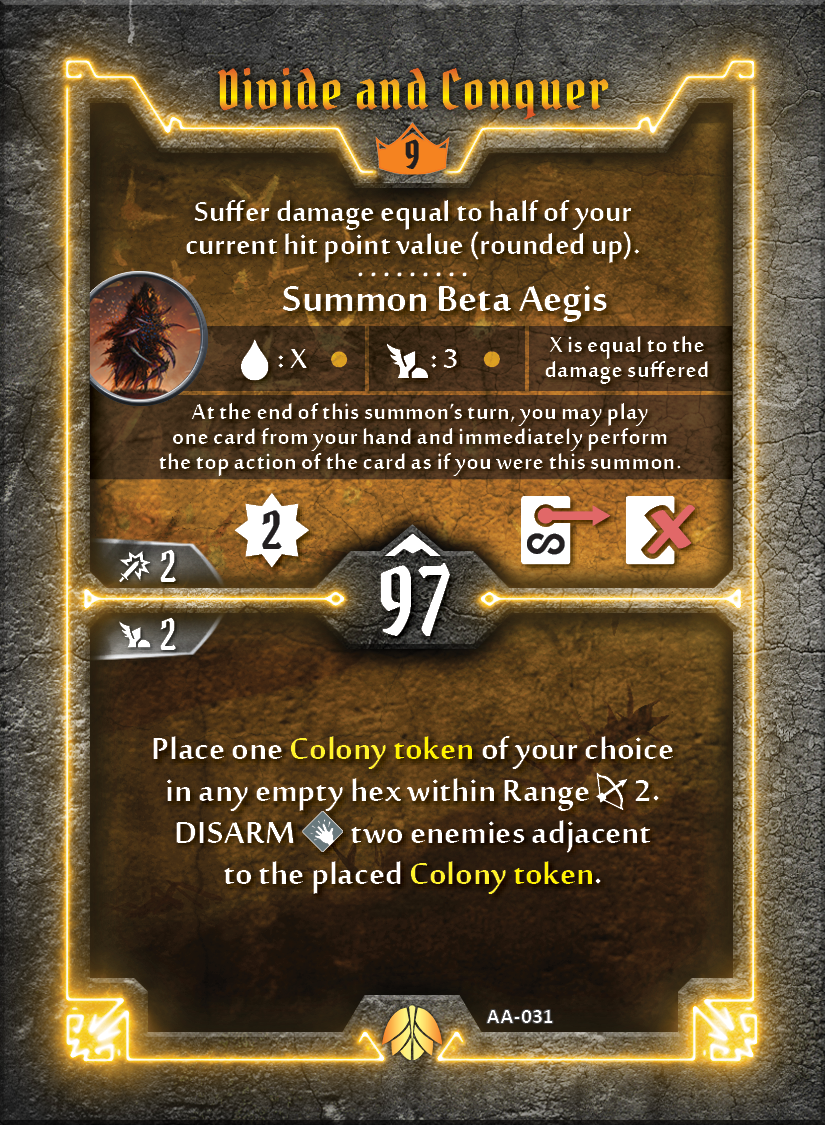 Divide and Conquer
9
Suffer damage equal to half of your
current hit point value (rounded up).
Summon Beta Aegis
: X
: 3
X is equal to the
damage suffered
At the end of this summon's turn, you may play
one card from your hand and immediately perform
the top action of the card as if you were this summon.
2
2
97
2
Place one Colony token of your choice
in any empty hex within Range 2.
DISARM two enemies adjacent
to the placed Colony token.
AA-031